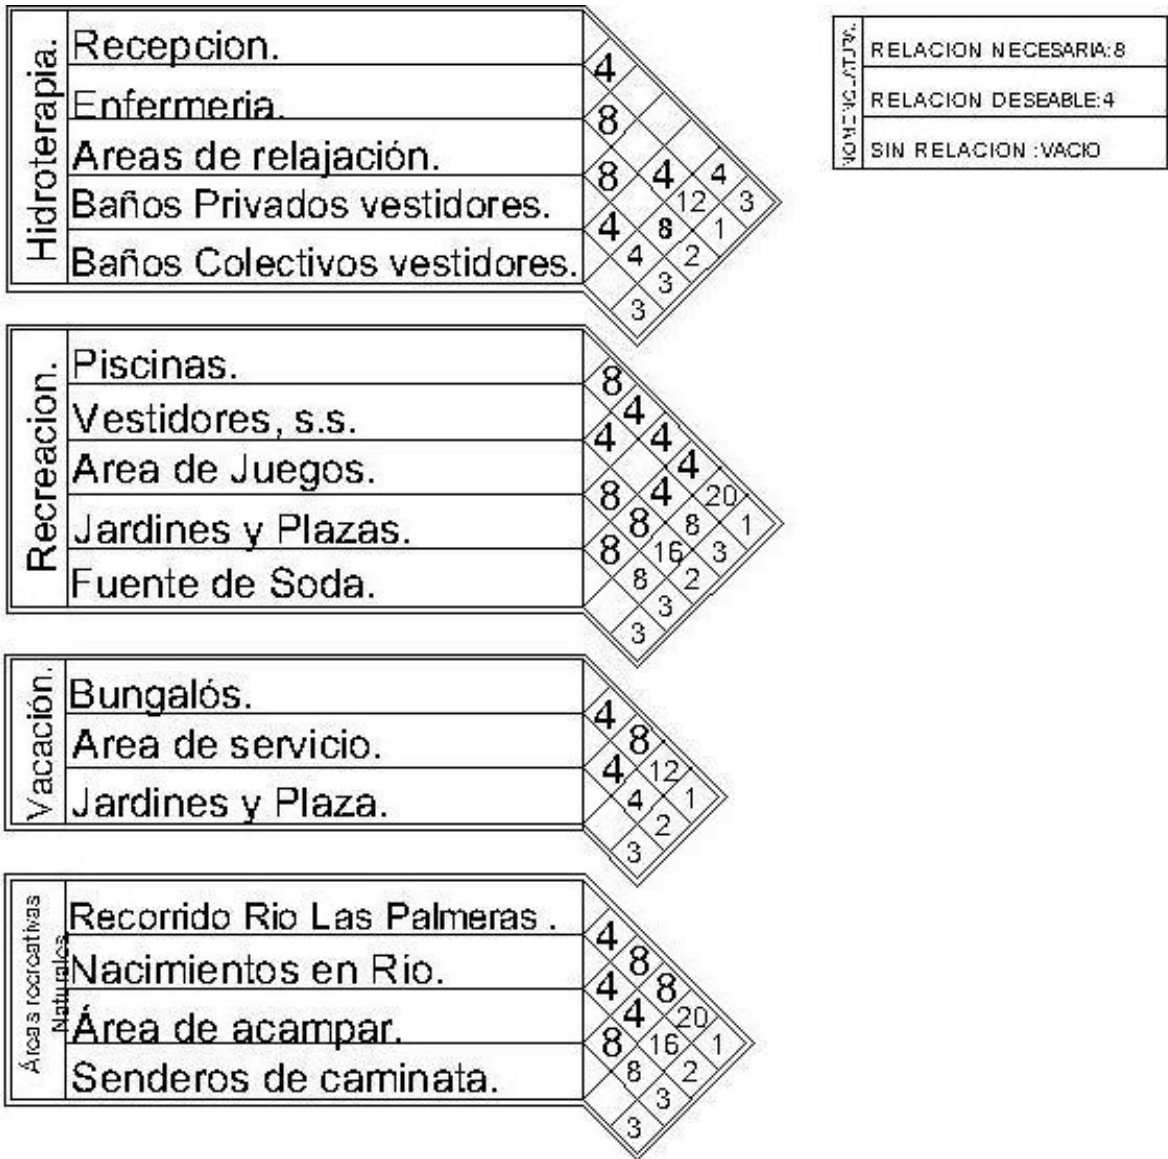 Hidroterapia.
Recepcion.
Enfermeria.
Areas de relajación.
Baños Privados vestidores.
Baños Colectivos vestidores.
4
8
8 4 4
12 3
4 8 1
4 2
3
3
RELACION NECESARIA:8
RELACION DESEABLE:4
SIN RELACION :VACIO
Recreacion.
Piscinas.
Vestidores, s.s.
Area de Juegos.
Jardines y Plazas.
Fuente de Soda.
8
4
4 4
4
8 4 20
8 8 1
8 16 3
8 2
3
3
Vacación.
Bungalós.
Area de servicio.
Jardines y Plaza.
4
8
4 12
4 1
2
3
Áreas recreativas
Naturales
Recorrido Rio Las Palmeras .
Nacimientos en Rio.
Área de acampar.
Senderos de caminata.
4
8
4 8
4 20
8 16 1
8 2
3
3